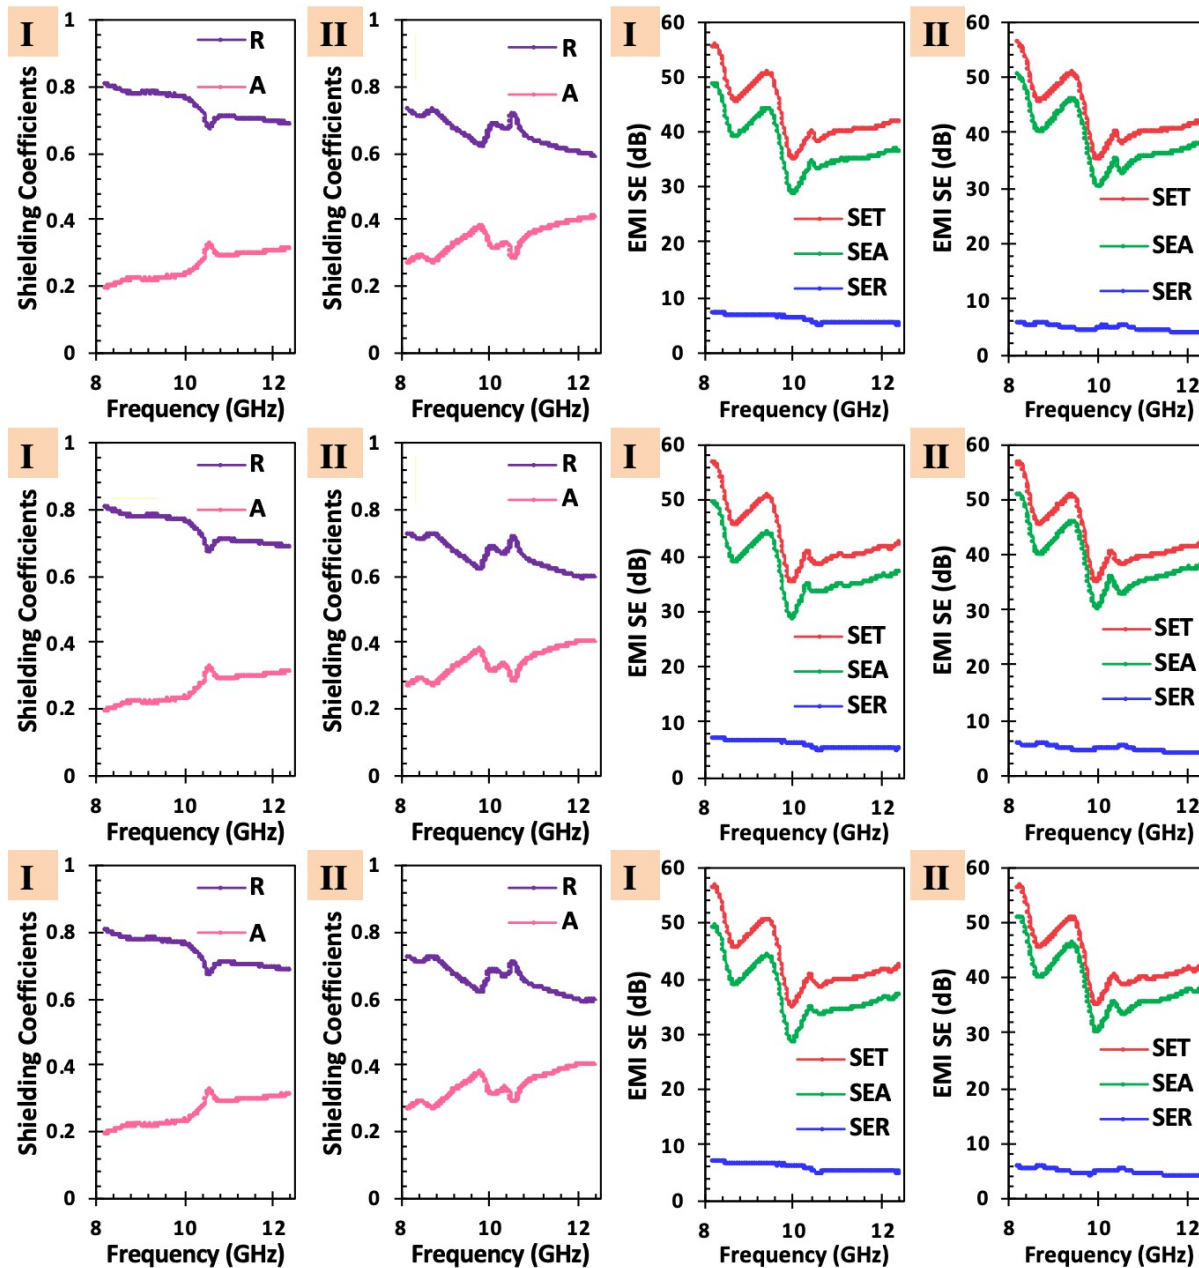 I
Shielding Coefficients
1
0.8
0.6
0.4
0.2
0
R
A
8
10
12
Frequency (GHz)
II
Shielding Coefficients
1
0.8
0.6
0.4
0.2
0
R
A
8
10
12
Frequency (GHz)
I
EMI SE (dB)
60
50
40
30
20
10
0
SET
SEA
SER
8
10
12
Frequency (GHz)
II
EMI SE (dB)
60
50
40
30
20
10
0
SET
SEA
SER
8
10
12
Frequency (GHz)
I
Shielding Coefficients
1
0.8
0.6
0.4
0.2
0
R
A
8
10
12
Frequency (GHz)
II
Shielding Coefficients
1
0.8
0.6
0.4
0.2
0
R
A
8
10
12
Frequency (GHz)
I
EMI SE (dB)
60
50
40
30
20
10
0
SET
SEA
SER
8
10
12
Frequency (GHz)
II
EMI SE (dB)
60
50
40
30
20
10
0
SET
SEA
SER
8
10
12
Frequency (GHz)
I
Shielding Coefficients
1
0.8
0.6
0.4
0.2
0
R
A
8
10
12
Frequency (GHz)
II
Shielding Coefficients
1
0.8
0.6
0.4
0.2
0
R
A
8
10
12
Frequency (GHz)
I
EMI SE (dB)
60
50
40
30
20
10
0
SET
SEA
SER
8
10
12
Frequency (GHz)
II
EMI SE (dB)
60
50
40
30
20
10
0
SET
SEA
SER
8
10
12
Frequency (GHz)